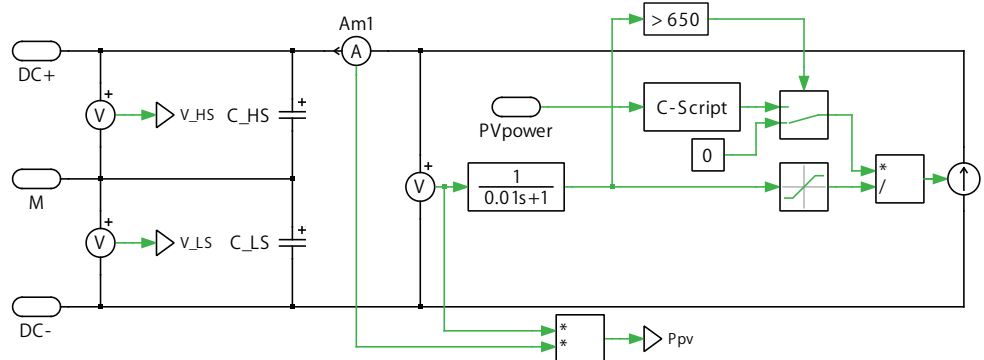 Am1
> 650
DC+
A
V
V_HS
C_HS
+
+
PVpower
C-Script
0
M
V
+
1
0.01s+1
*
/
V
V_LS
C_LS
+
+
DC-
*
*
Ppv